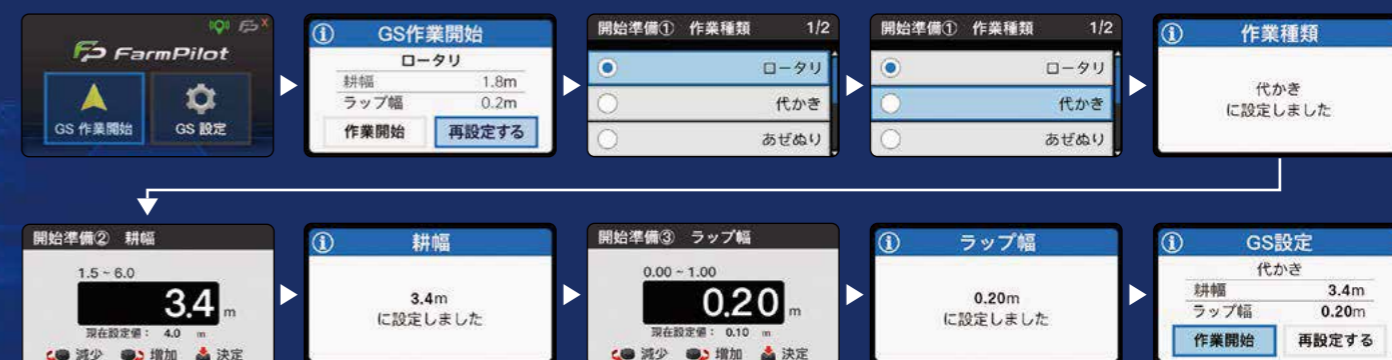 FarmPilot
GS 作業開始
GS 設定
GS作業開始
ロータリ
耕幅 1.8m
ラップ幅 0.2m
作業開始 再設定する
開始準備① 作業種類 1/2
ロータリ
代かき
あぜぬり
開始準備① 作業種類 1/2
ロータリ
代かき
あぜぬり
作業種類
代かき
に設定しました
開始準備② 耕幅
1.5 ~ 6.0
3.4 m
現在設定値： 4.0 m
減少 増加 決定
耕幅
3.4m
に設定しました
開始準備③ ラップ幅
0.00 ~ 1.00
0.20 m
現在設定値： 0.10 m
減少 増加 決定
ラップ幅
0.20m
に設定しました
GS設定
代かき
耕幅 3.4m
ラップ幅 0.20m
作業開始 再設定する